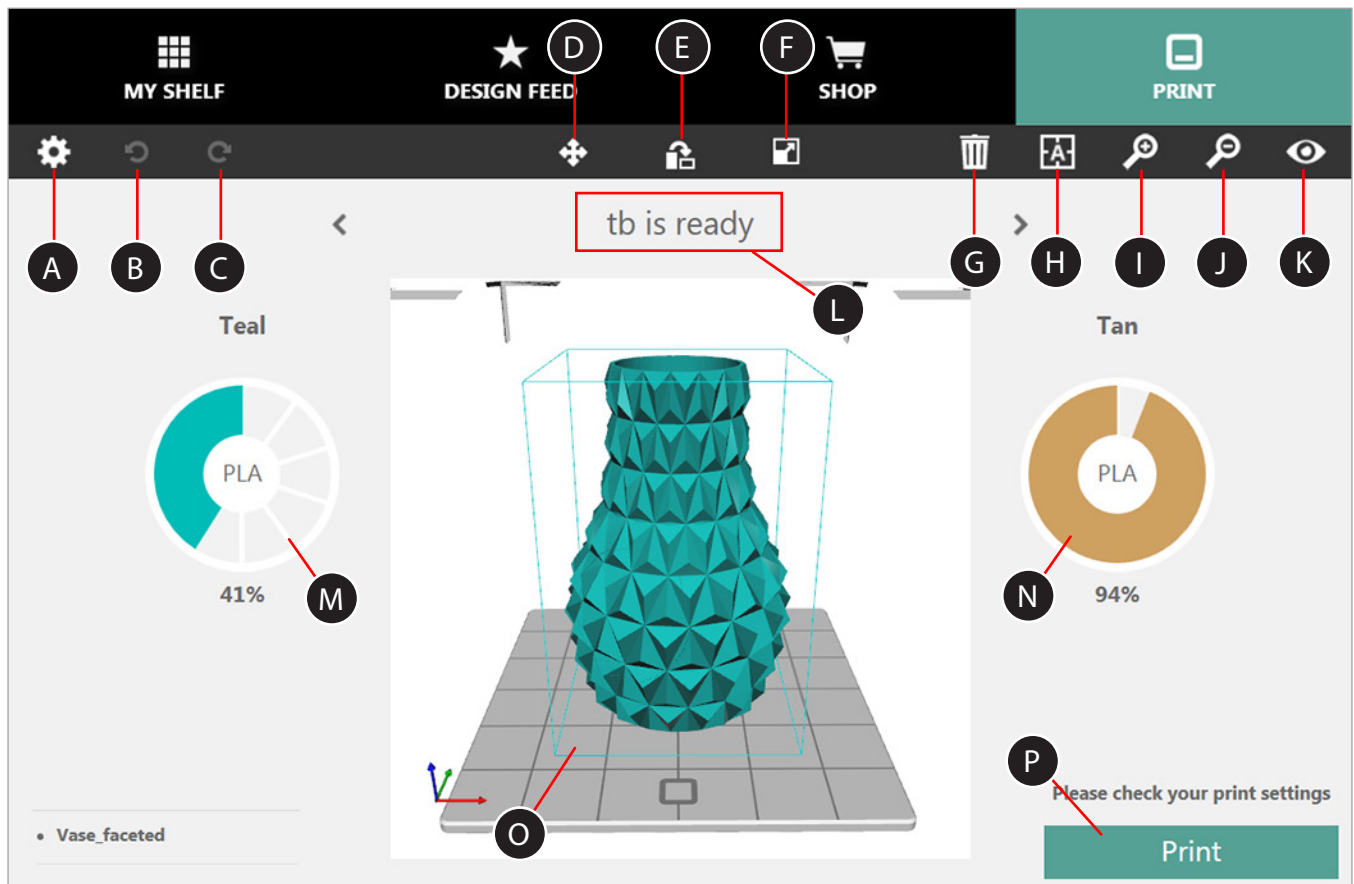 MY SHELF
DESIGN FEED
SHOP
PRINT
D
E
F
A
A
B
C
G
H
I
J
K
tb is ready
L
Teal
Tan
PLA
PLA
41%
M
N
94%
P
Please check your print settings
• Vase_faceted
O
Print